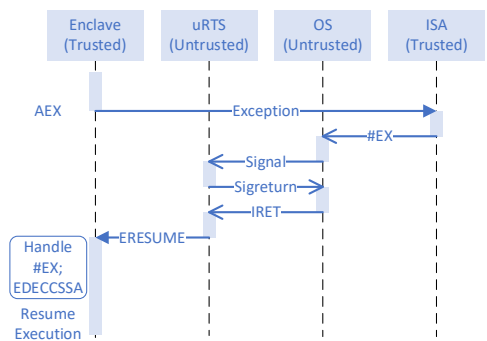 Enclave
(Trusted)
uRTS
(Untrusted)
OS
(Untrusted)
ISA
(Trusted)
AEX
Exception
#EX
Signal
Sigreturn
IRET
ERESUME
Handle
#EX;
EDECCSSA
Resume
Execution